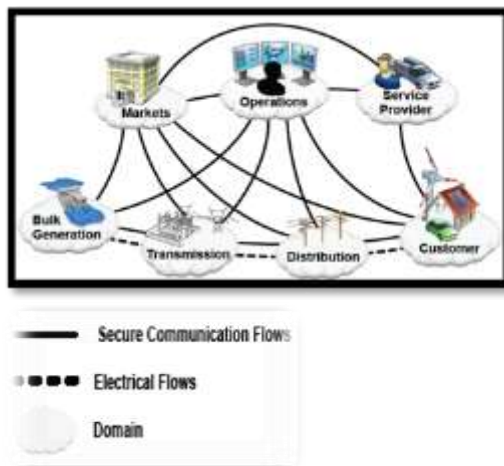 Markets
Operations
Service
Provider
Bulk
Generation
Transmission
Distribution
Customer
Secure Communication Flows
Electrical Flows
Domain